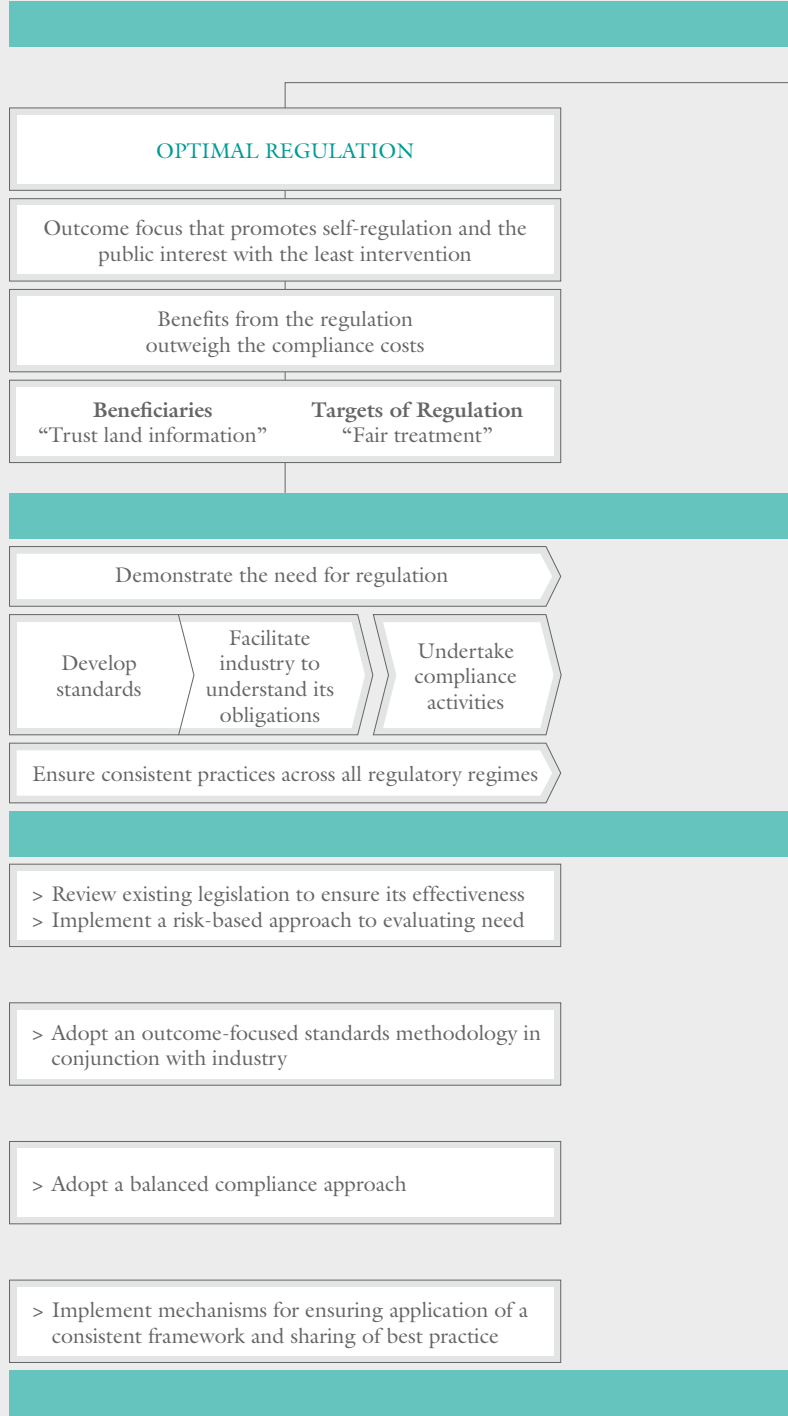 OPTIMAL REGULATION
Outcome focus that promotes self-regulation and the
public interest with the least intervention
Benefits from the regulation
outweigh the compliance costs
Beneficiaries
“Trust land information”
Targets of Regulation
“Fair treatment”
Demonstrate the need for regulation
Develop
standards
Facilitate
industry to
understand its
obligations
Undertake
compliance
activities
Ensure consistent practices across all regulatory regimes
> Review existing legislation to ensure its effectiveness
> Implement a risk-based approach to evaluating need
> Adopt an outcome-focused standards methodology in
conjunction with industry
> Adopt a balanced compliance approach
> Implement mechanisms for ensuring application of a
consistent framework and sharing of best practice